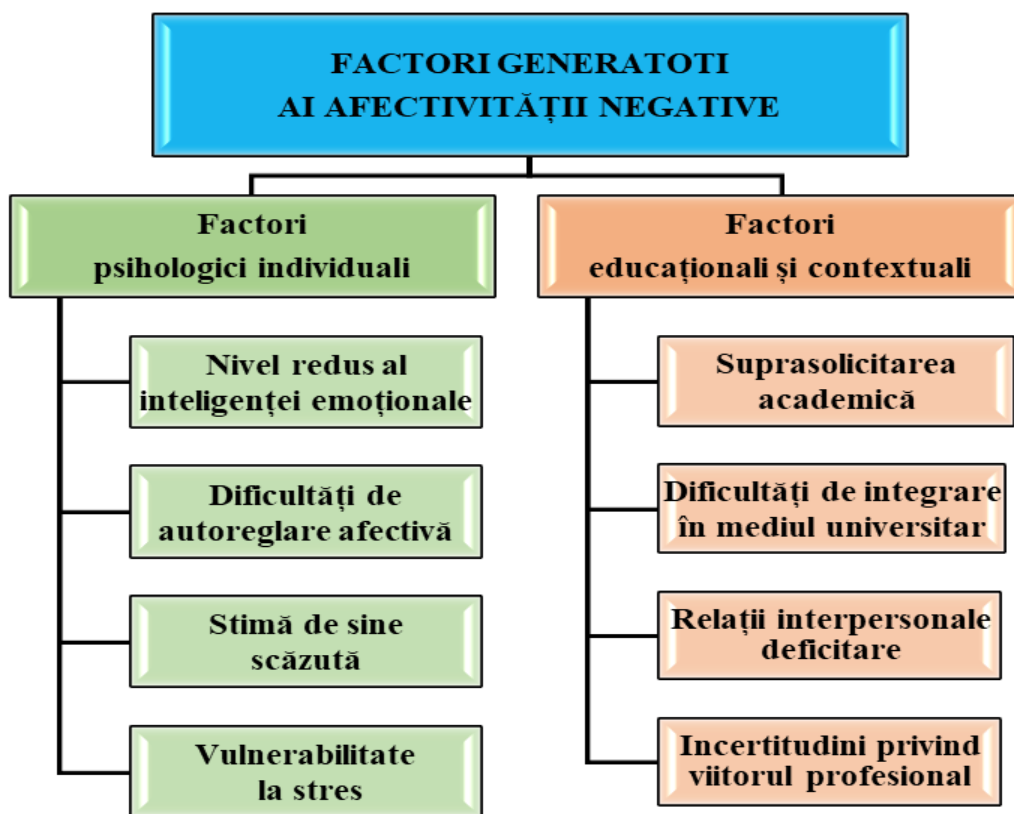 FACTORI GENERATOTI
AI AFECTIVITĂȚII NEGATIVE
Factori
psihologici individuali
Nivel redus al
inteligenței emoționale
Dificultăți de
autoreglare afectivă
Stimă de sine
scăzută
Vulnerabilitate
la stres
Factori
educaționali și contextuali
Suprasolicitarea
academică
Dificultăți de integrare
în mediul universitar
Relații interpersonale
deficitare
Incertitudini privind
viitorul profesional